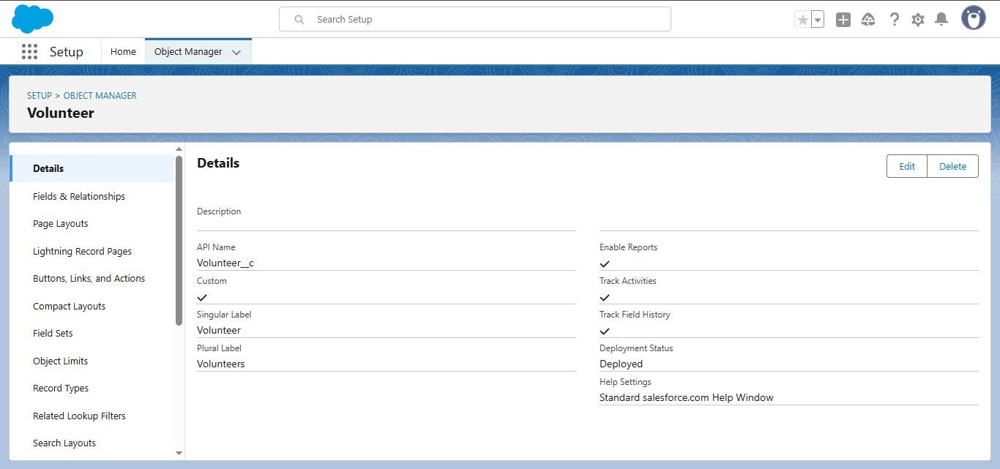 Search Setup
Setup
Home
Object Manager
SETUP > OBJECT MANAGER
Volunteer
Details
Fields & Relationships
Page Layouts
Lightning Record Pages
Buttons, Links, and Actions
Compact Layouts
Field Sets
Object Limits
Record Types
Related Lookup Filters
Search Layouts
Details
Edit
Delete
Description
API Name
Volunteer__c
Custom
Singular Label
Volunteer
Plural Label
Volunteers
Enable Reports
Track Activities
Track Field History
Deployment Status
Deployed
Help Settings
Standard salesforce.com Help Window